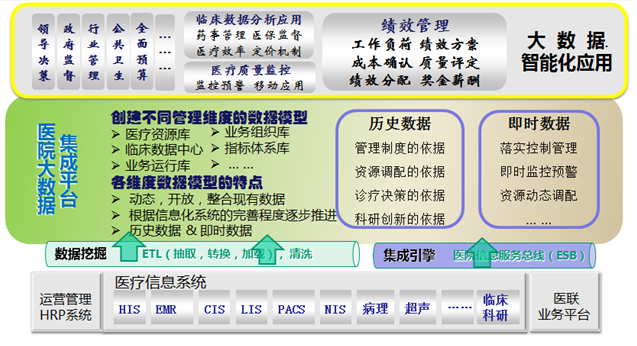 领导决策
政府监督
行业管理
公共卫生
全面预算
... ...
临床数据分析应用
药事管理 医保监督
医疗效率 定价机制
医疗质量监控
监控预警 移动应用
绩效管理
工作负荷 绩效方案
成本确认 质量评定
绩效分配 奖金薪酬
大 数据.
智能化应用
医院大数据
集成平台
创建不同管理维度的数据模型
➤ 医疗资源库
➤ 业务组织库
➤ 临床数据中心
➤ 指标体系库
➤ 业务运行库
➤ ... ...
各维度数据模型的特点
➤ 动态，开放，整合现有数据
➤ 根据信息化系统的完善程度逐步推进
➤ 历史数据 & 即时数据
历史数据
管理制度的依据
资源调配的依据
诊疗决策的依据
科研创新的依据
即时数据
落实控制管理
即时监控预警
资源动态调配
... ...
数据挖掘
ETL（抽取，转换，加载），清洗
集成引擎
医院信息服务总线（ESB）
运营管理
HRP系统
医疗信息系统
HIS
EMR
CIS
LIS
PACS
NIS
病理
超声
... ...
临床
科研
医联
业务平台